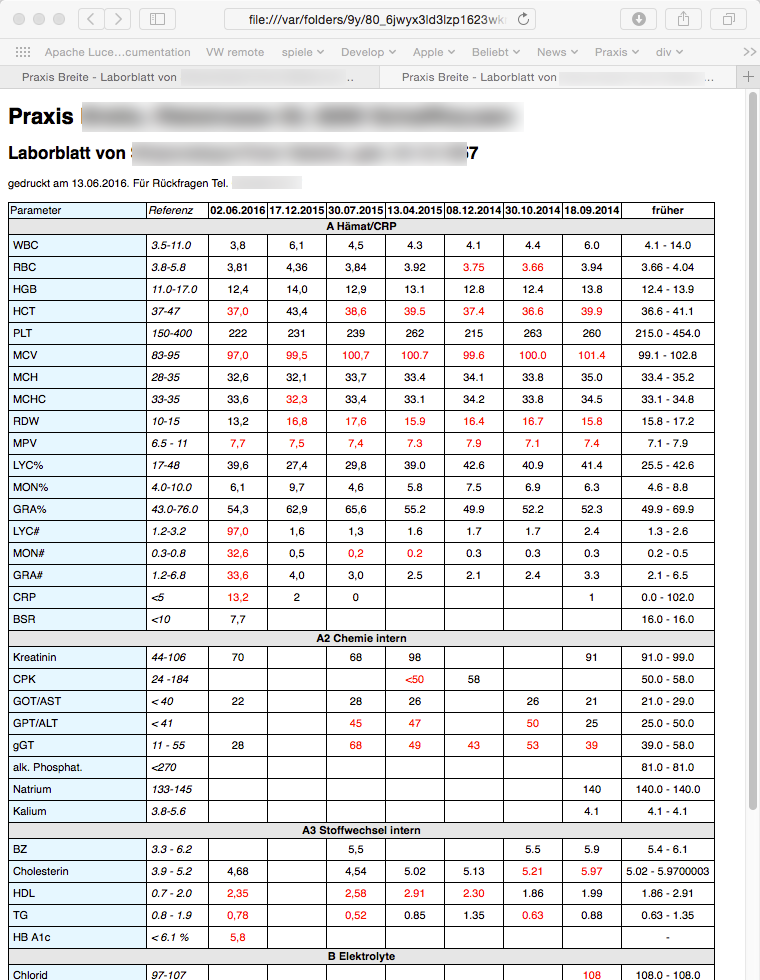 file:///var/folders/9y/80_6jwyx3ld3lzp1623wk
Apache Luce…cumentation VW remote spiele Develop Apple Beliebt News Praxis div >>
Praxis Breite - Laborblatt von .. Praxis Breite - Laborblatt von ...
Praxis
Laborblatt von 7
gedruckt am 13.06.2016. Für Rückfragen Tel.
Parameter Referenz 02.06.2016 17.12.2015 30.07.2015 13.04.2015 08.12.2014 30.10.2014 18.09.2014 früher
A Hämat/CRP
WBC 3.5-11.0 3,8 6,1 4,5 4.3 4.1 4.4 6.0 4.1 - 14.0
RBC 3.8-5.8 3,81 4,36 3,84 3.92 3.75 3.66 3.94 3.66 - 4.04
HGB 11.0-17.0 12,4 14,0 12,9 13.1 12.8 12.4 13.8 12.4 - 13.9
HCT 37-47 37,0 43,4 38,6 39.5 37.4 36.6 39.9 36.6 - 41.1
PLT 150-400 222 231 239 262 215 263 260 215.0 - 454.0
MCV 83-95 97,0 99,5 100,7 100.7 99.6 100.0 101.4 99.1 - 102.8
MCH 28-35 32,6 32,1 33,7 33.4 34.1 33.8 35.0 33.4 - 35.2
MCHC 33-35 33,6 32,3 33,4 33.1 34.2 33.8 34.5 33.1 - 34.8
RDW 10-15 13,2 16,8 17,6 15.9 16.4 16.7 15.8 15.8 - 17.2
MPV 6.5 - 11 7,7 7,5 7,4 7.3 7.9 7.1 7.4 7.1 - 7.9
LYC% 17-48 39,6 27,4 29,8 39.0 42.6 40.9 41.4 25.5 - 42.6
MON% 4.0-10.0 6,1 9,7 4,6 5.8 7.5 6.9 6.3 4.6 - 8.8
GRA% 43.0-76.0 54,3 62,9 65,6 55.2 49.9 52.2 52.3 49.9 - 69.9
LYC# 1.2-3.2 97,0 1,6 1,3 1.6 1.7 1.7 2.4 1.3 - 2.6
MON# 0.3-0.8 32,6 0,5 0,2 0.2 0.3 0.3 0.3 0.2 - 0.5
GRA# 1.2-6.8 33,6 4,0 3,0 2.5 2.1 2.4 3.3 2.1 - 6.5
CRP <5 13,2 2 0 1 0.0 - 102.0
BSR <10 7,7 16.0 - 16.0
A2 Chemie intern
Kreatinin 44-106 70 68 98 91 91.0 - 99.0
CPK 24 -184 <50 58 50.0 - 58.0
GOT/AST < 40 22 28 26 26 21 21.0 - 29.0
GPT/ALT < 41 45 47 50 25 25.0 - 50.0
gGT 11 - 55 28 68 49 43 53 39 39.0 - 58.0
alk. Phosphat. <270 81.0 - 81.0
Natrium 133-145 140 140.0 - 140.0
Kalium 3.8-5.6 4.1 4.1 - 4.1
A3 Stoffwechsel intern
BZ 3.3 - 6.2 5,5 5.5 5.9 5.4 - 6.1
Cholesterin 3.9 - 5.2 4,68 4,54 5.02 5.13 5.21 5.97 5.02 - 5.9700003
HDL 0.7 - 2.0 2,35 2,58 2.91 2.30 1.86 1.99 1.86 - 2.91
TG 0.8 - 1.9 0,78 0,52 0.85 1.35 0.63 0.88 0.63 - 1.35
HB A1c < 6.1 % 5,8 -
B Elektrolyte
Chlorid 97-107 108 108.0 - 108.0